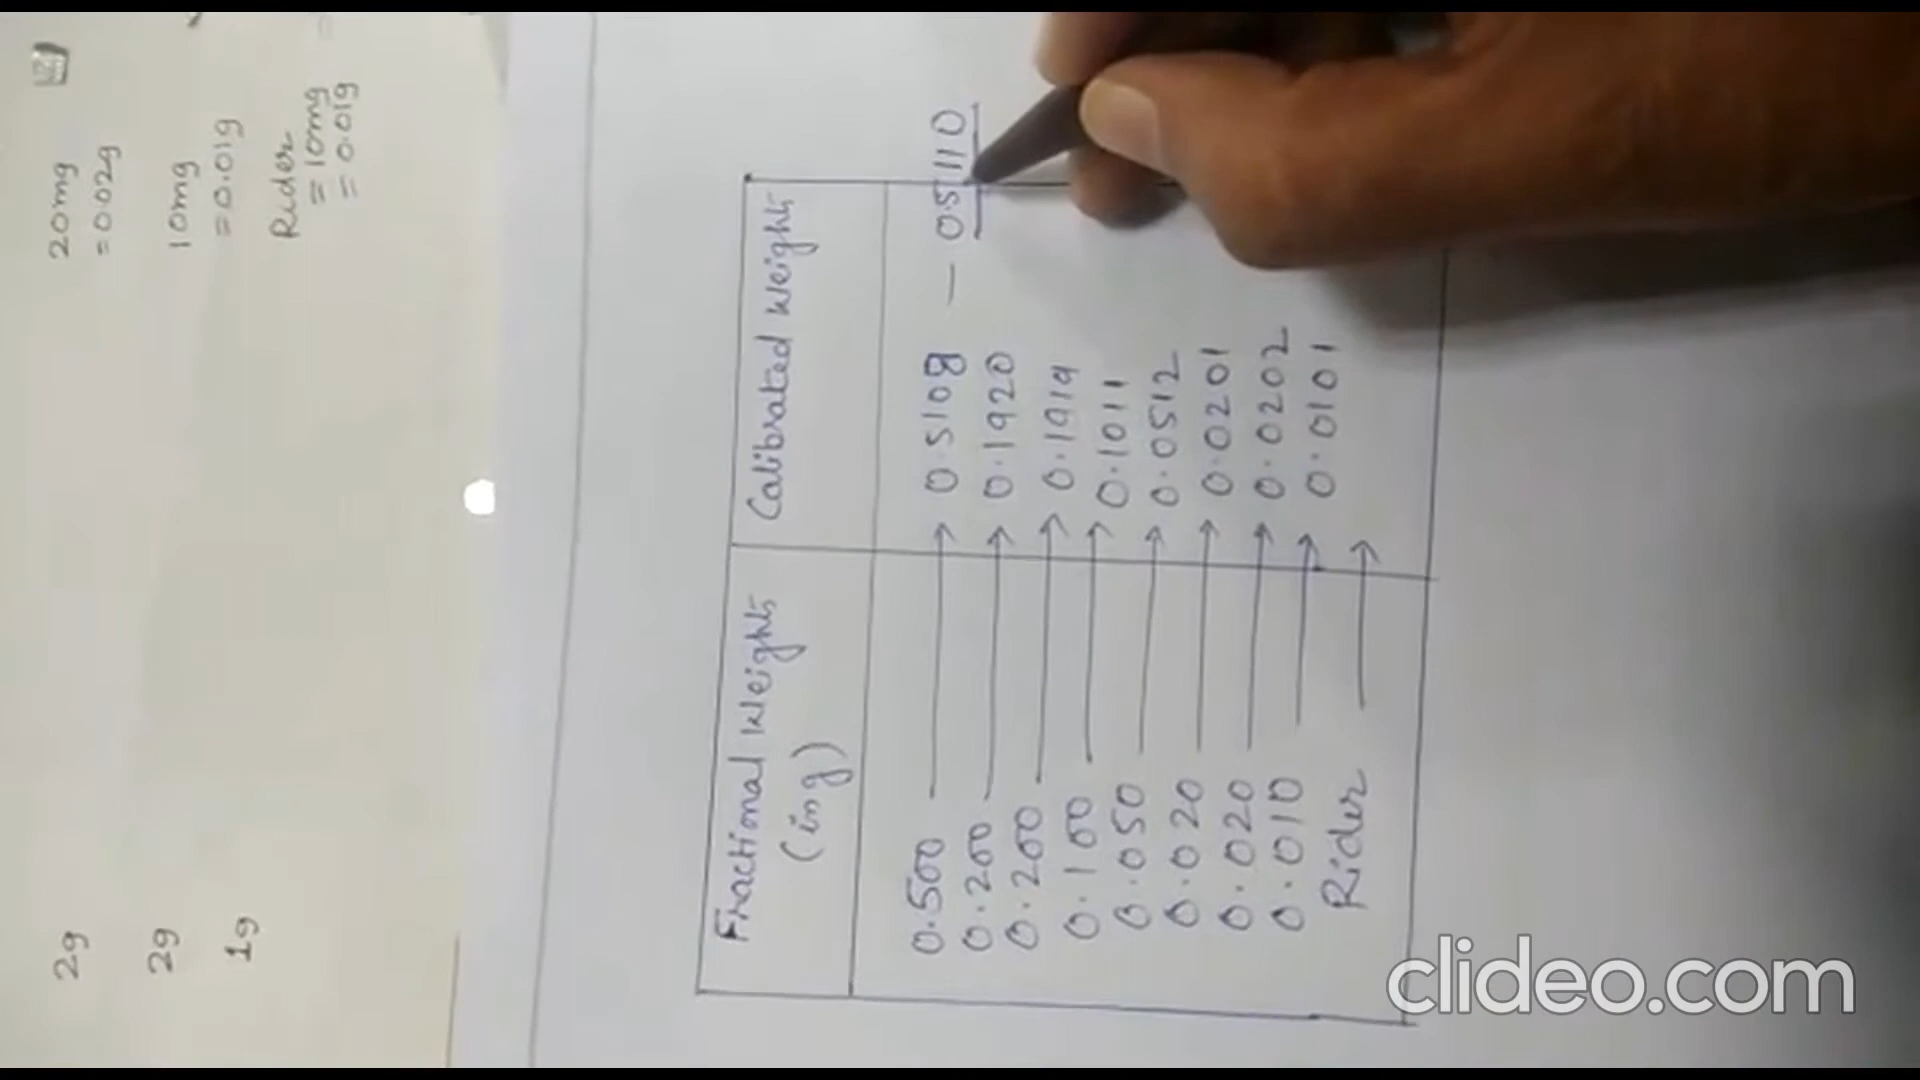 2g
20mg
=0.02g
2g
10mg
=0.01g
1g
Rider
= 10mg
= 0.01g
Fractional Weights
(in g)
Calibrated Weights
0.500 → 0.5108 — 0.5110
0.200 → 0.1920
0.200 → 0.1919
0.100 → 0.1011
0.050 → 0.0512
0.020 → 0.0201
0.020 → 0.0202
0.010 → 0.0101
Rider →
clideo.com